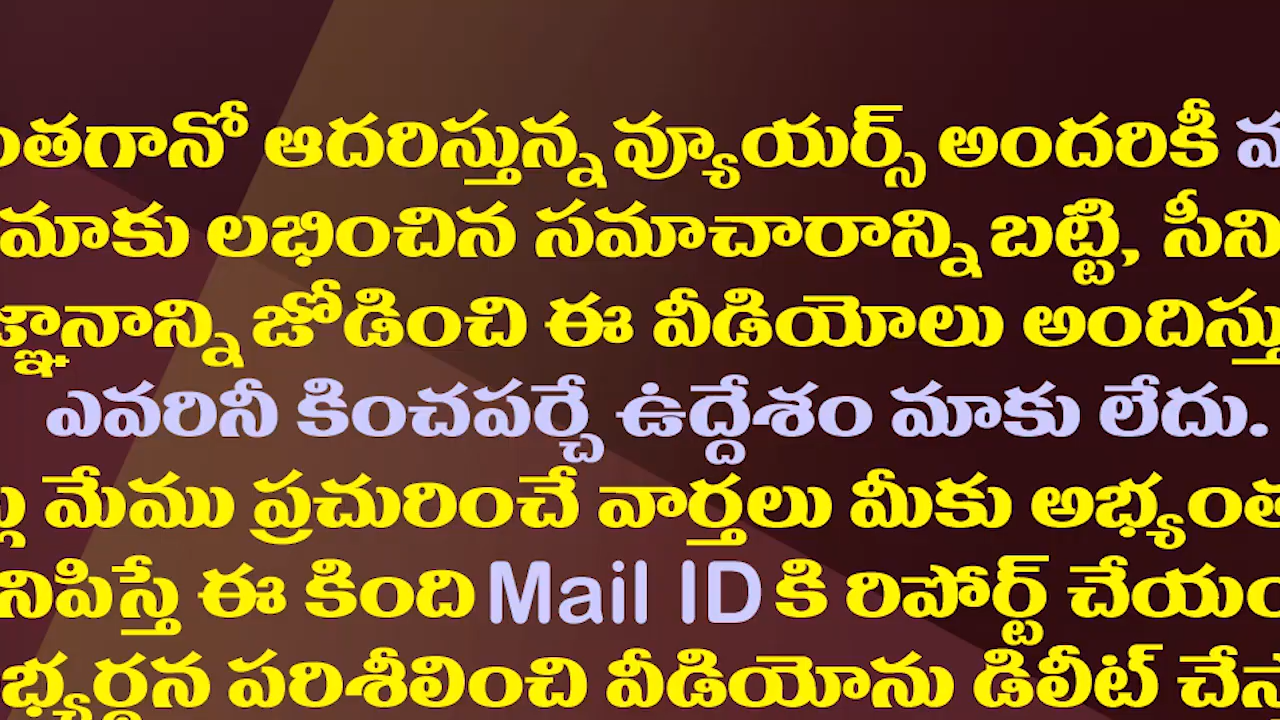 ఆదరిస్తున్న వ్యూయర్స్ అందరికీ
మాకు లభించిన సమాచారాన్ని బట్టి,
జోడించి ఈ వీడియోలు
ఎవరినీ కించపర్చే ఉద్దేశం మాకు లేదు.
మేము ప్రచురించే వార్తలు మీకు
ఈ కింది Mail ID కి రిపోర్ట్
పరిశీలించి వీడియోను డిలీట్